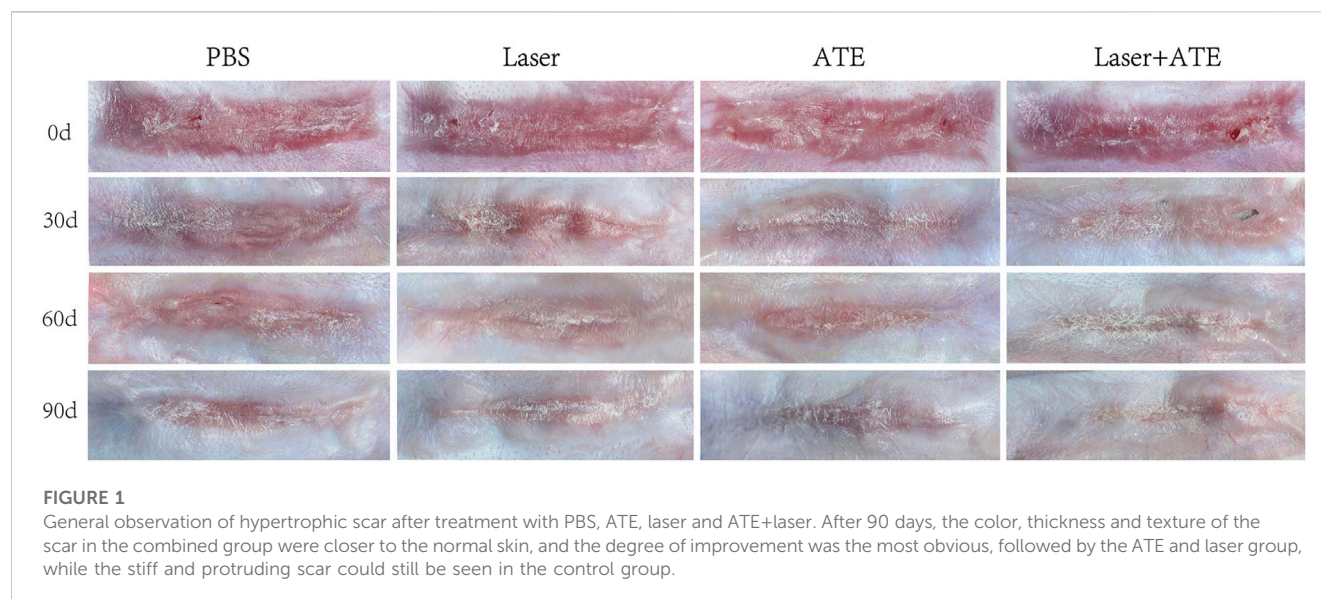 PBS Laser ATE Laser+ATE
0d
30d
60d
90d
FIGURE 1
General observation of hypertrophic scar after treatment with PBS, ATE, laser and ATE+laser. After 90 days, the color, thickness and texture of the
scar in the combined group were closer to the normal skin, and the degree of improvement was the most obvious, followed by the ATE and laser group,
while the stiff and protruding scar could still be seen in the control group.